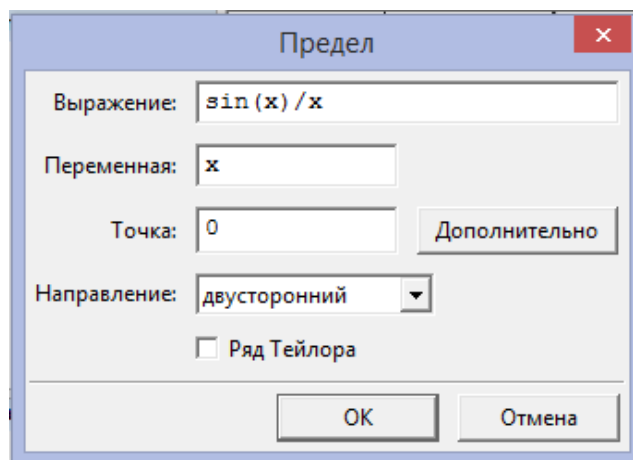 Предел
Выражение: sin(x)/x
Переменная: x
Точка: 0 Дополнительно
Направление: двусторонний
Ряд Тейлора
OK Отмена